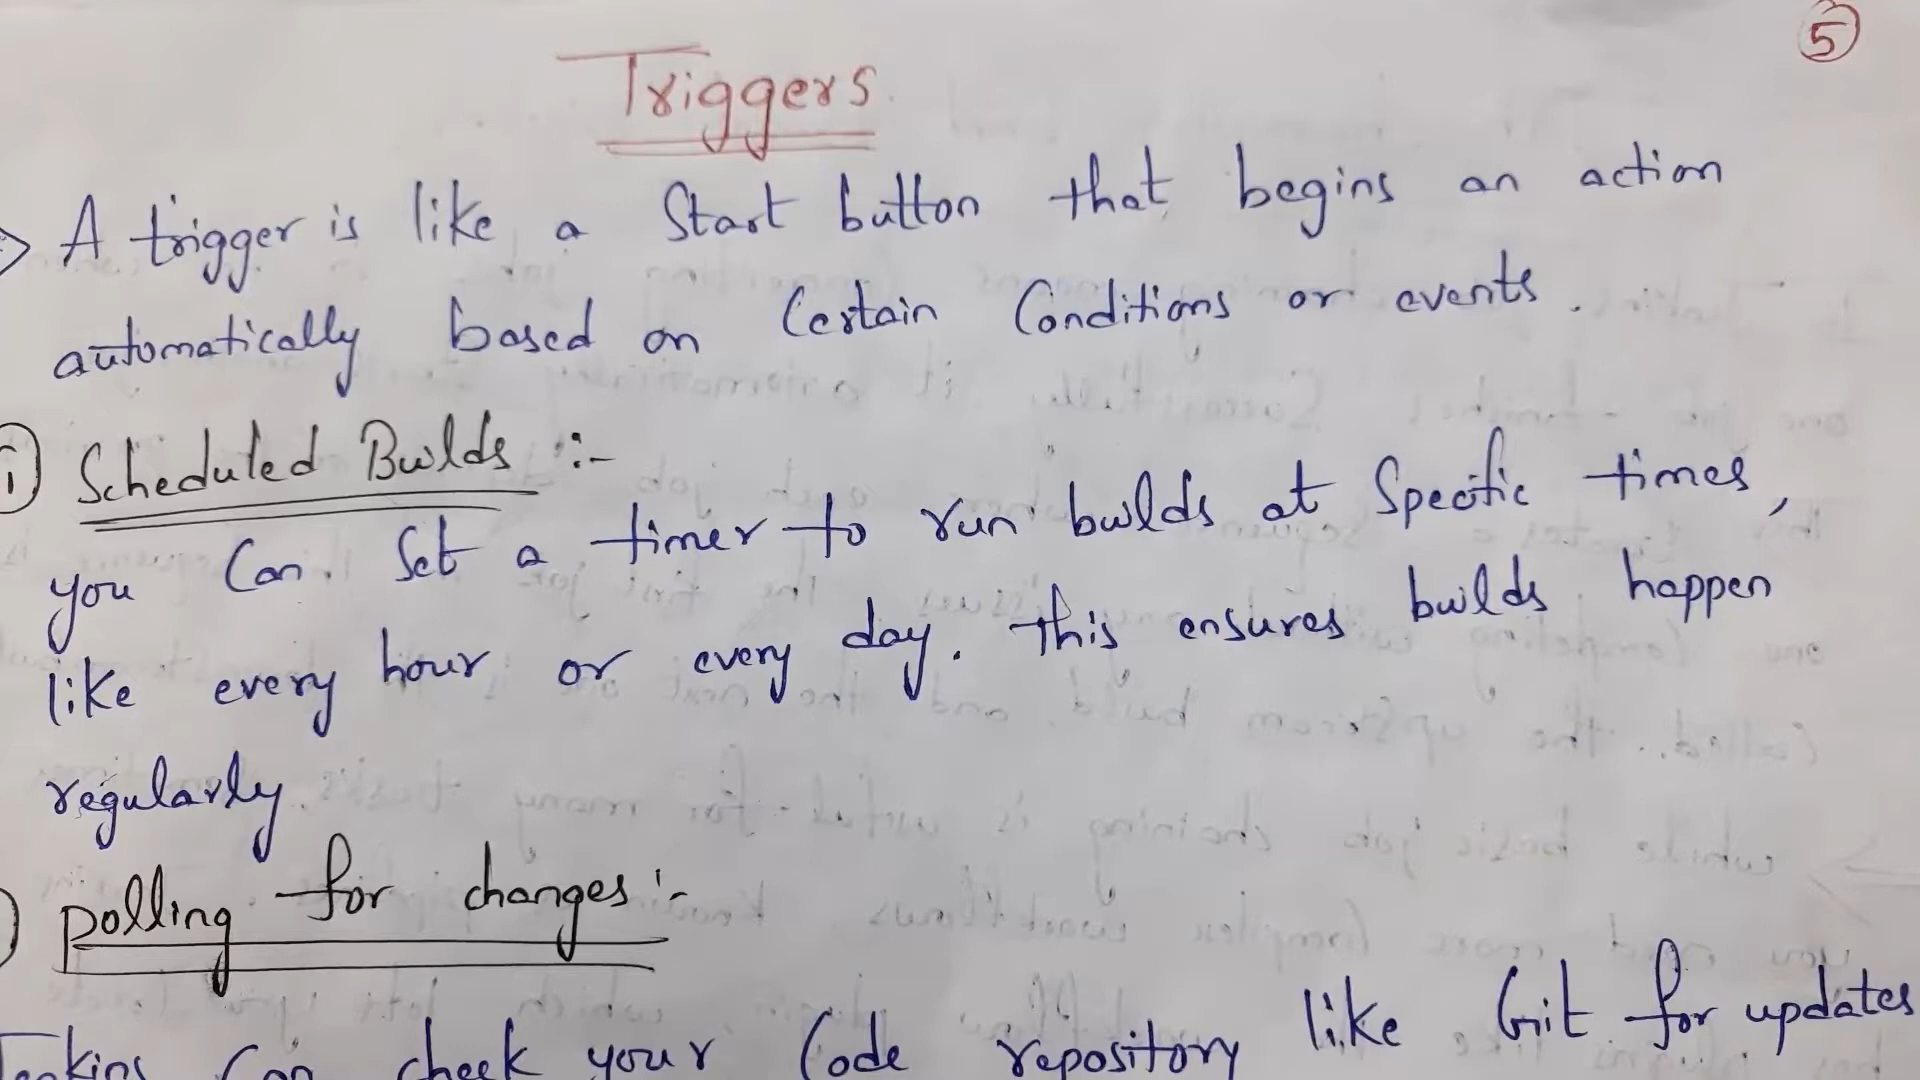 5
Triggers
A trigger is like a Start button that begins an action
automatically based on Certain Conditions or events.
i) Scheduled Builds :-
you Can Set a timer to run builds at Specific times,
like every hour or every day. this ensures builds happen
regularly.
polling for changes :-
Jenkins Can check your Code repository like Git for updates